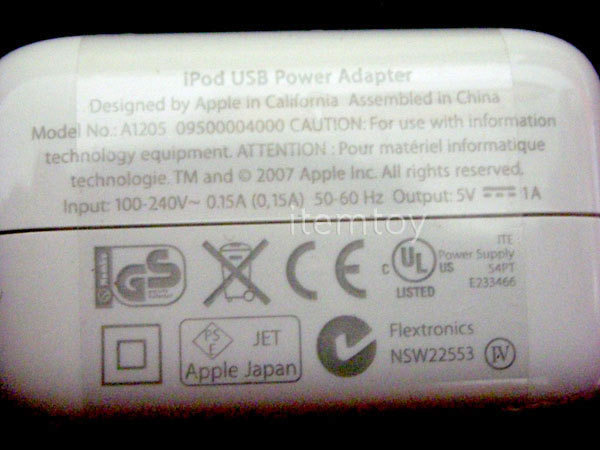 iPod USB Power Adapter
Designed by Apple in California Assembled in China
Model No.: A1205 09500004000 CAUTION: For use with information
technology equipment. ATTENTION : Pour matériel informatique
technologie. TM and © 2007 Apple Inc. All rights reserved.
Input: 100-240V~ 0.15A (0,15A) 50-60 Hz Output: 5V 1A
itemtoy
GS
CE
C UL US
LISTED
ITE
Power Supply
54PT
E233466
PS
E
JET
Apple Japan
Flextronics
NSW22553